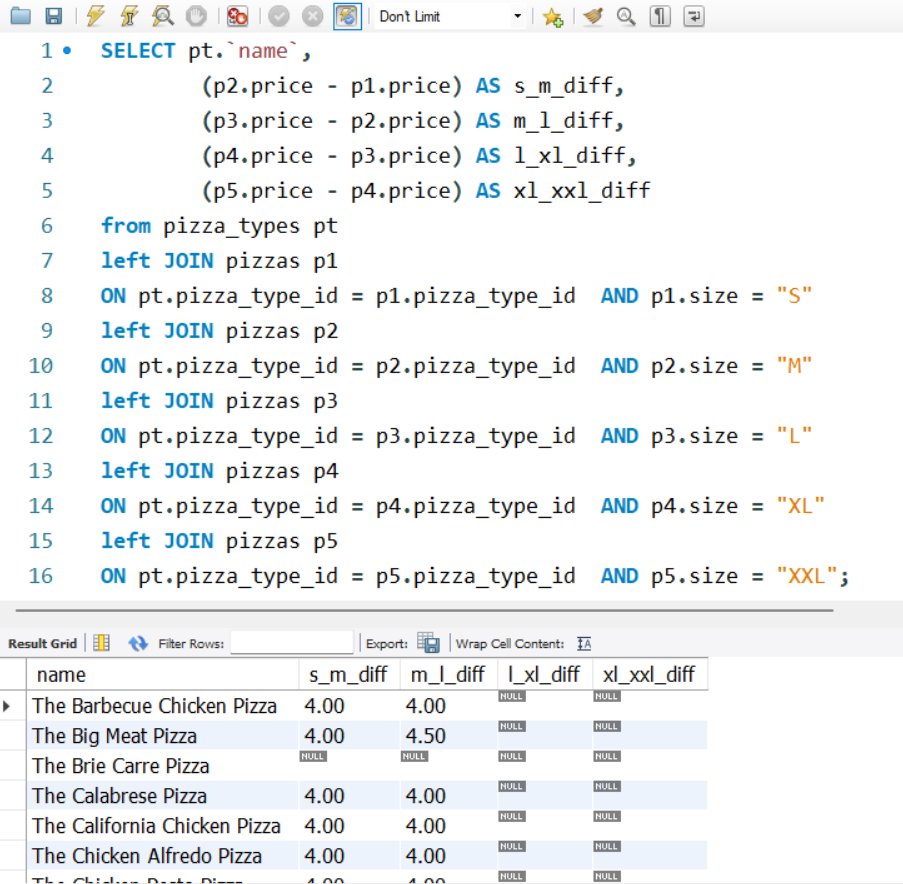 Don't Limit
1 SELECT pt.`name`,
2 (p2.price - p1.price) AS s_m_diff,
3 (p3.price - p2.price) AS m_l_diff,
4 (p4.price - p3.price) AS l_xl_diff,
5 (p5.price - p4.price) AS xl_xxl_diff
6 from pizza_types pt
7 left JOIN pizzas p1
8 ON pt.pizza_type_id = p1.pizza_type_id AND p1.size = "S"
9 left JOIN pizzas p2
10 ON pt.pizza_type_id = p2.pizza_type_id AND p2.size = "M"
11 left JOIN pizzas p3
12 ON pt.pizza_type_id = p3.pizza_type_id AND p3.size = "L"
13 left JOIN pizzas p4
14 ON pt.pizza_type_id = p4.pizza_type_id AND p4.size = "XL"
15 left JOIN pizzas p5
16 ON pt.pizza_type_id = p5.pizza_type_id AND p5.size = "XXL";
Result Grid Filter Rows: Export: Wrap Cell Content: IA
name s_m_diff m_l_diff l_xl_diff xl_xxl_diff
The Barbecue Chicken Pizza 4.00 4.00 NULL NULL
The Big Meat Pizza 4.00 4.50 NULL NULL
The Brie Carre Pizza NULL NULL NULL NULL
The Calabrese Pizza 4.00 4.00 NULL NULL
The California Chicken Pizza 4.00 4.00 NULL NULL
The Chicken Alfredo Pizza 4.00 4.00 NULL NULL
The Chicken Pesto Pizza 4.00 4.00 NULL NULL